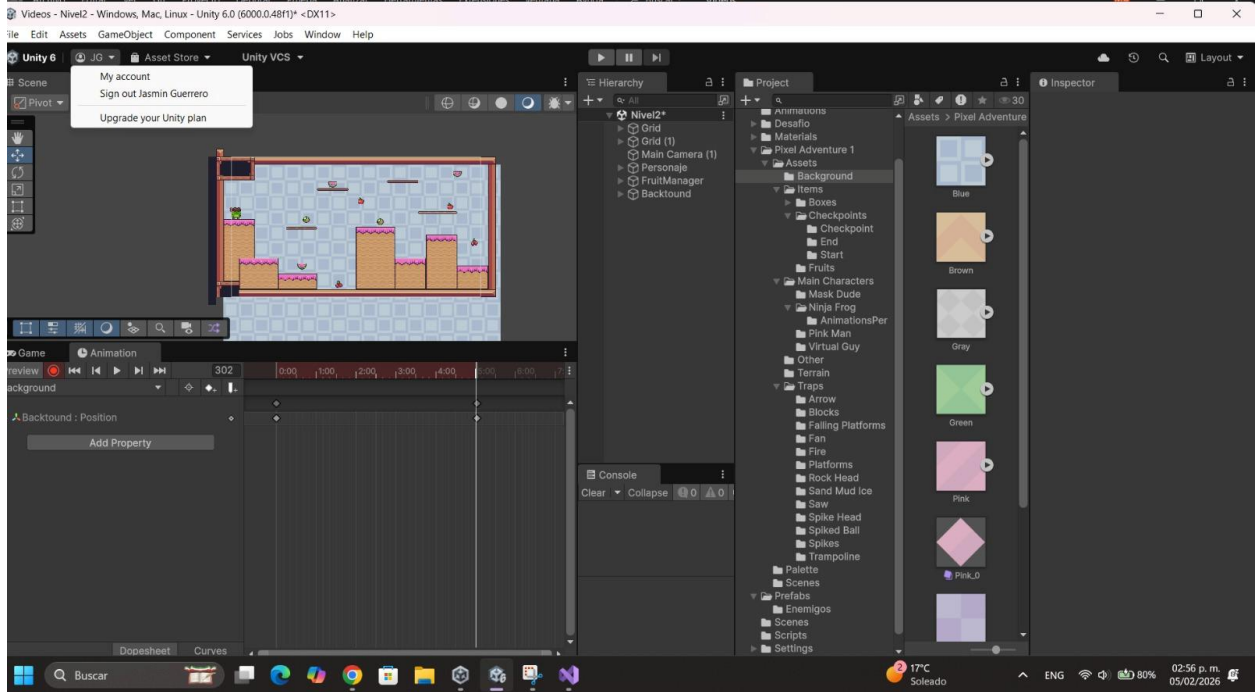 Videos - Nivel2 - Windows, Mac, Linux - Unity 6.0 (6000.0.48f1)* <DX11>
File Edit Assets GameObject Component Services Jobs Window Help
Unity 6 JG Asset Store Unity VCS Layout
My account
Sign out Jasmin Guerrero
Upgrade your Unity plan
Scene
Pivot
Hierarchy
All
Nivel2*
Grid
Grid (1)
Main Camera (1)
Personaje
FruitManager
Backtound
Project
30
Animations
Desafio
Materials
Pixel Adventure 1
Assets
Background
Items
Boxes
Checkpoints
Checkpoint
End
Start
Fruits
Main Characters
Mask Dude
Ninja Frog
AnimationsPer
Pink Man
Virtual Guy
Other
Terrain
Traps
Arrow
Blocks
Falling Platforms
Fan
Fire
Platforms
Rock Head
Sand Mud Ice
Saw
Spike Head
Spiked Ball
Spikes
Trampoline
Palette
Scenes
Prefabs
Enemigos
Scenes
Scripts
Settings
Assets > Pixel Adventure
Blue
Brown
Gray
Green
Pink
Pink_0
Inspector
Game Animation
review 302 0:00 1:00 2:00 3:00 4:00 5:00 6:00
ackground
Backtound : Position
Add Property
Dopesheet Curves
Console
Clear Collapse 0 0
Buscar
2
17°C
Soleado
ENG 80%
02:56 p. m.
05/02/2026